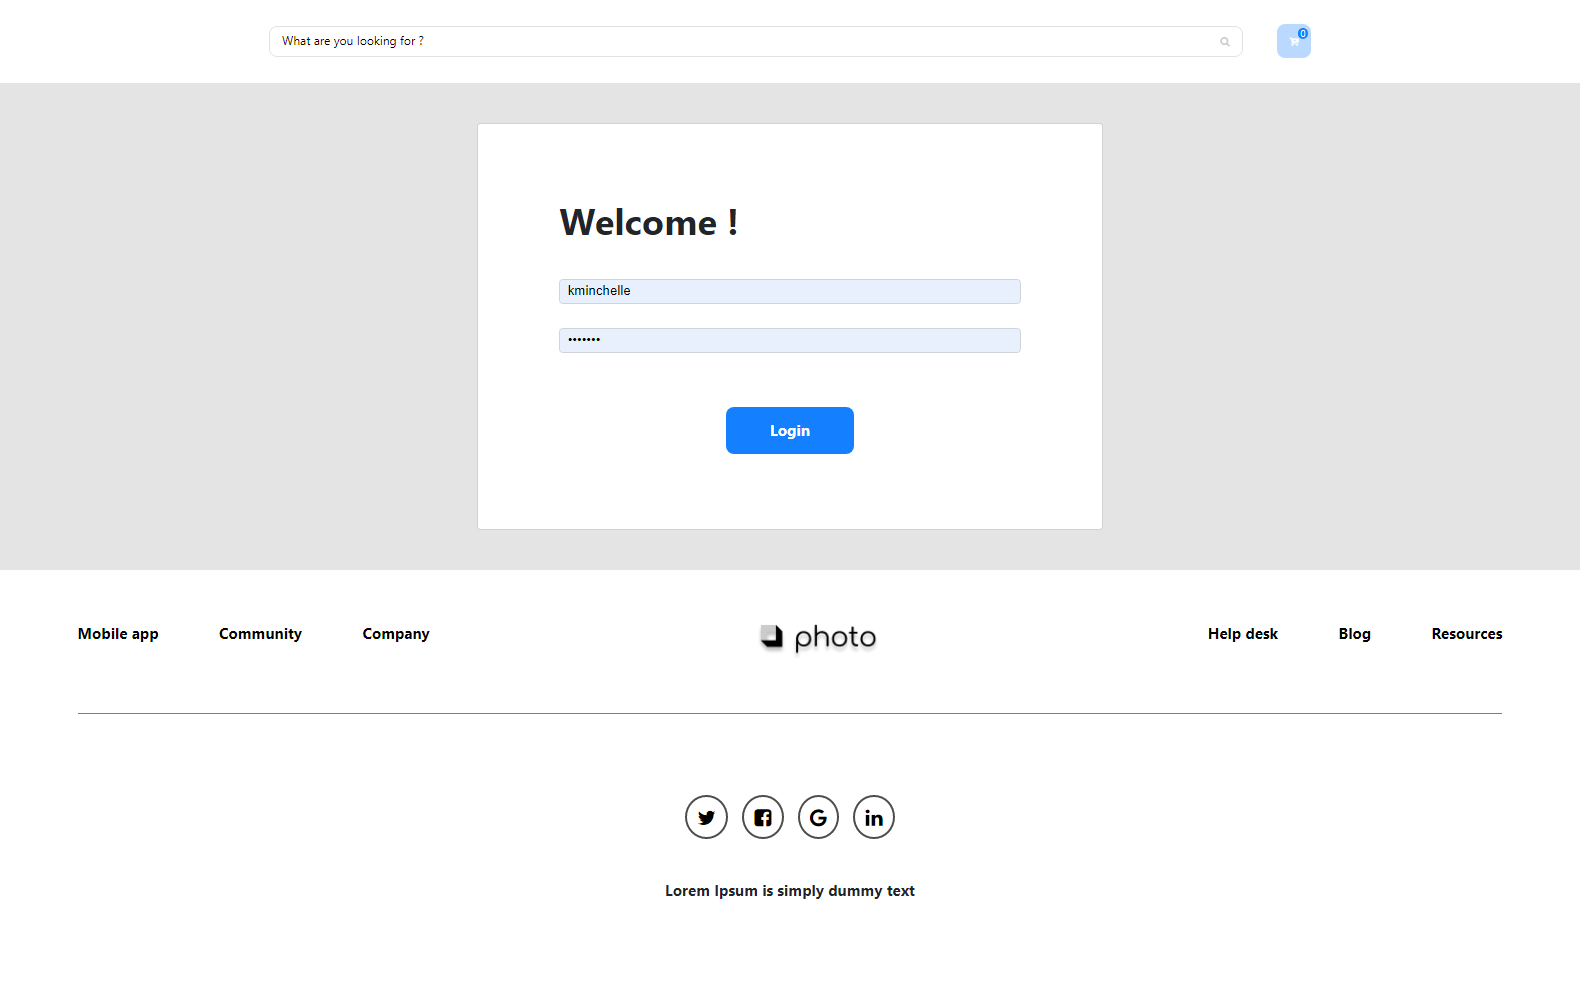 What are you looking for ?
0
Welcome !
kminchelle
•••••••
Login
Mobile app Community Company photo Help desk Blog Resources
Lorem Ipsum is simply dummy text